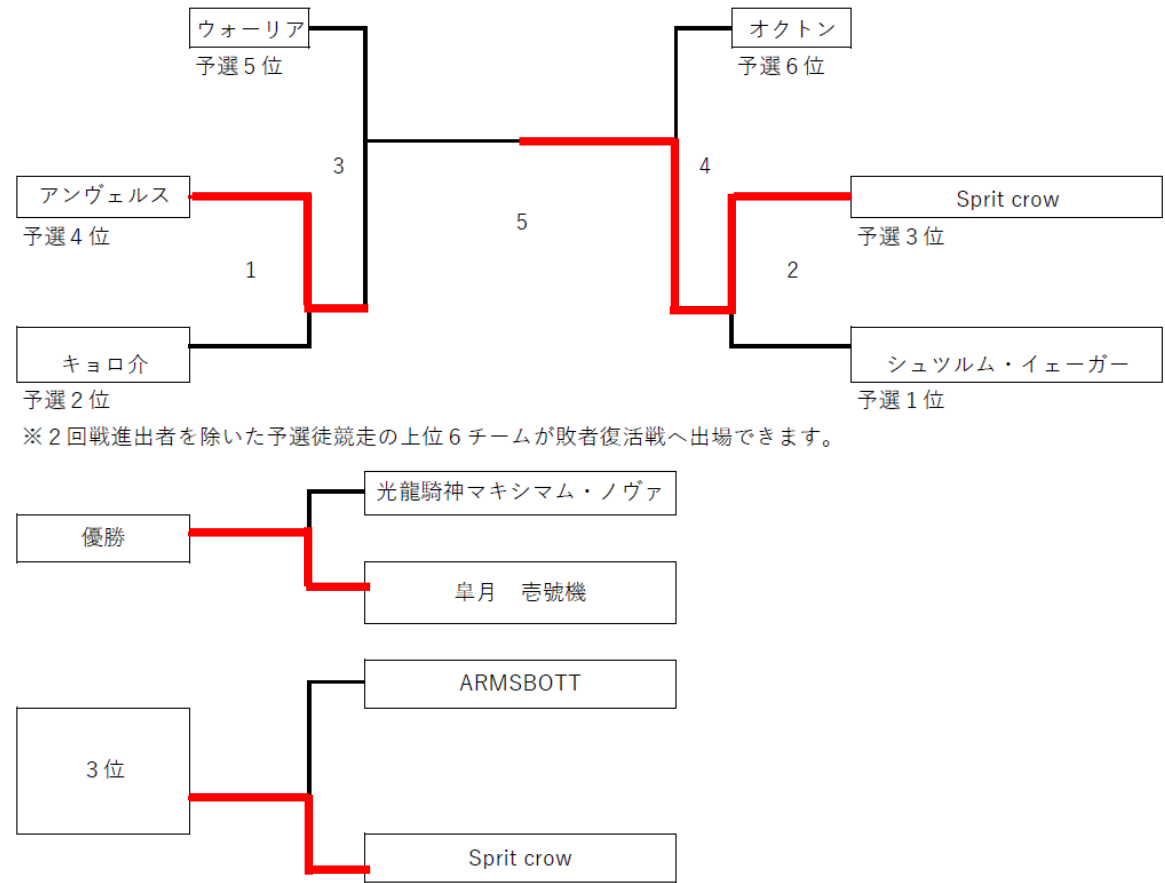 ウォーリア
オクトン
予選５位
予選６位
3
4
アンヴェルス
Sprit crow
予選４位
5
予選３位
1
2
キョロ介
シュツルム・イェーガー
予選２位
予選１位
※２回戦進出者を除いた予選徒競走の上位６チームが敗者復活戦へ出場できます。
光龍騎神マキシマム・ノヴァ
優勝
皐月　壱號機
ARMSBOTT
３位
Sprit crow